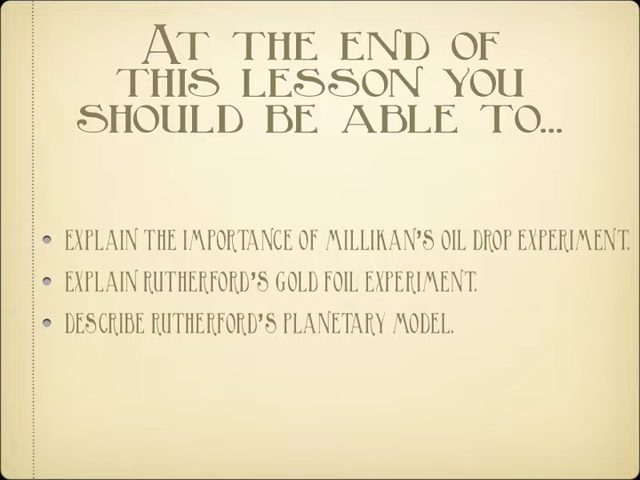 At the end of
this lesson you
should be able to...
• Explain the importance of Millikan's oil drop experiment.
• Explain Rutherford's gold foil experiment.
• Describe Rutherford's planetary model.